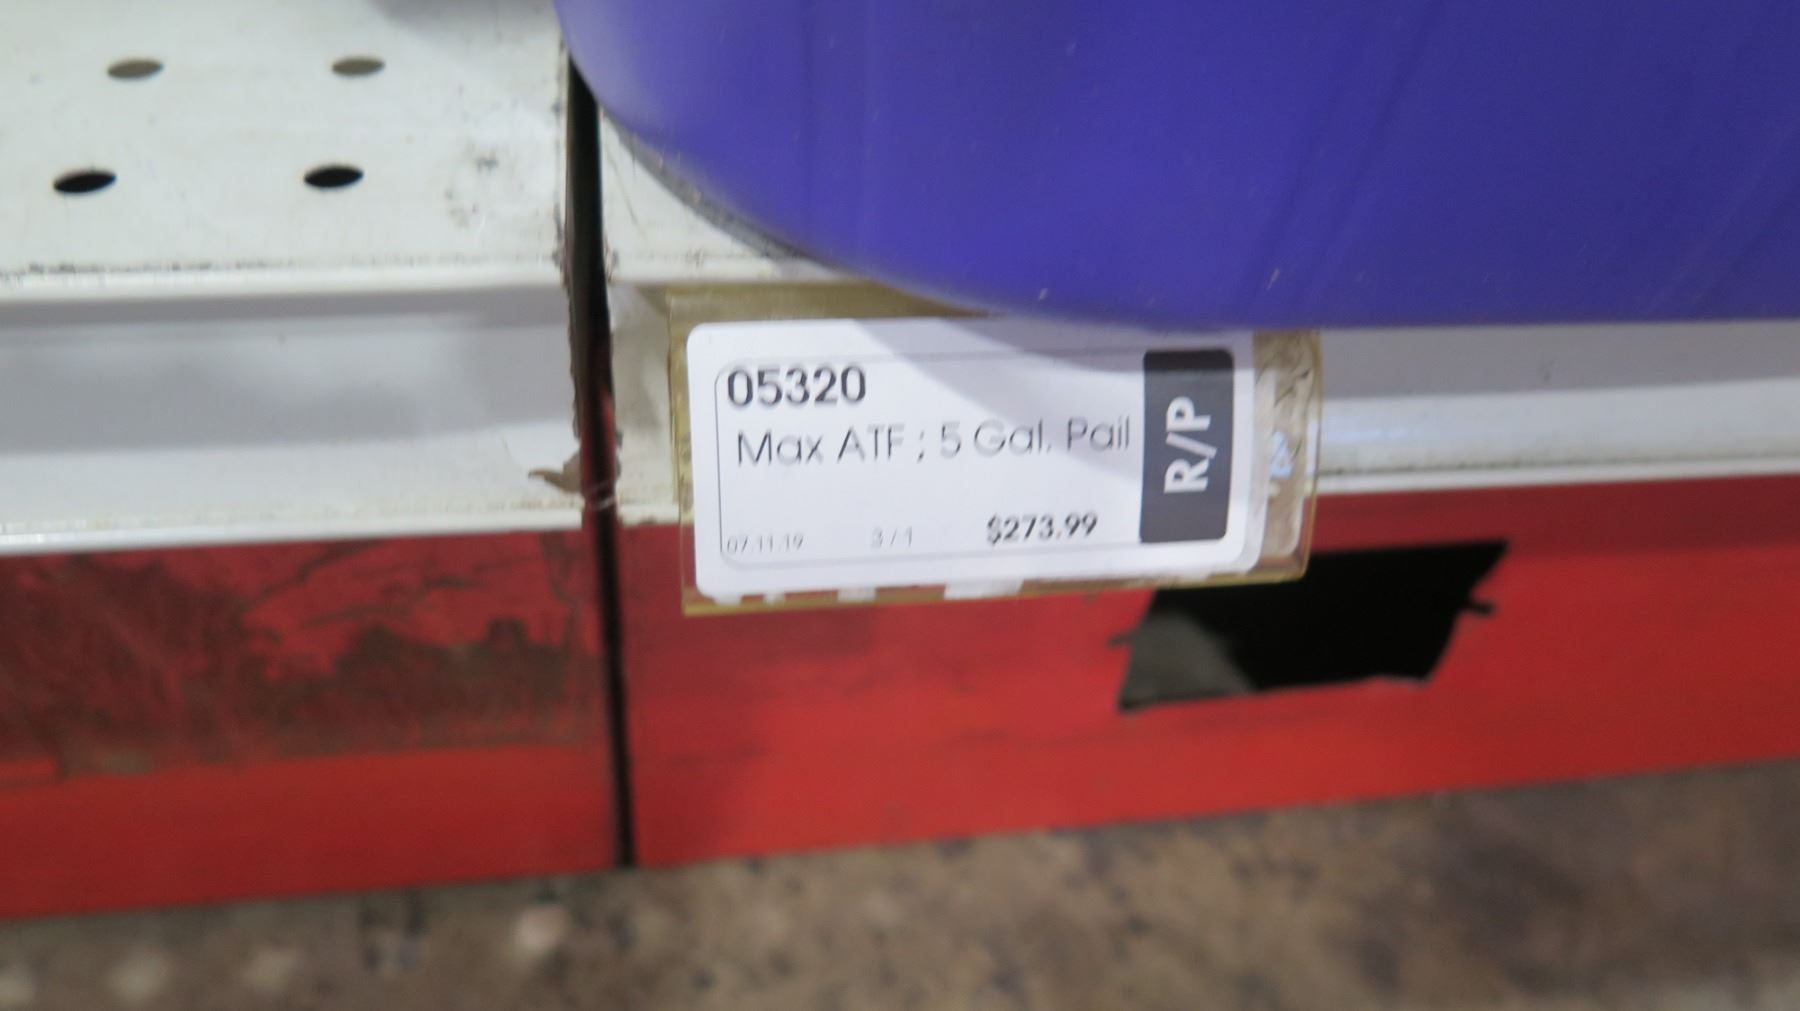 05320
Max ATF ; 5 Gal. Pail
07.11.19 3 / 1 $273.99
R/P